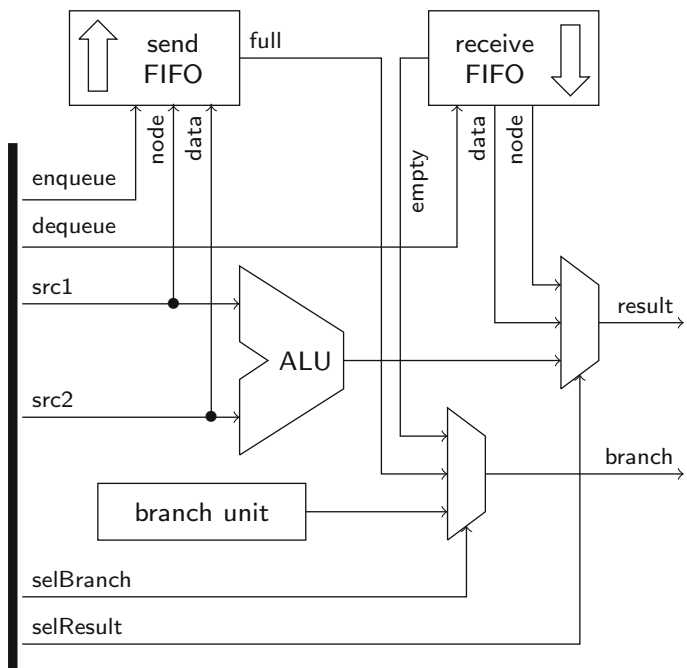 send
FIFO
full
receive
FIFO
node
data
empty
data
node
enqueue
dequeue
src1
result
ALU
src2
branch
branch unit
selBranch
selResult